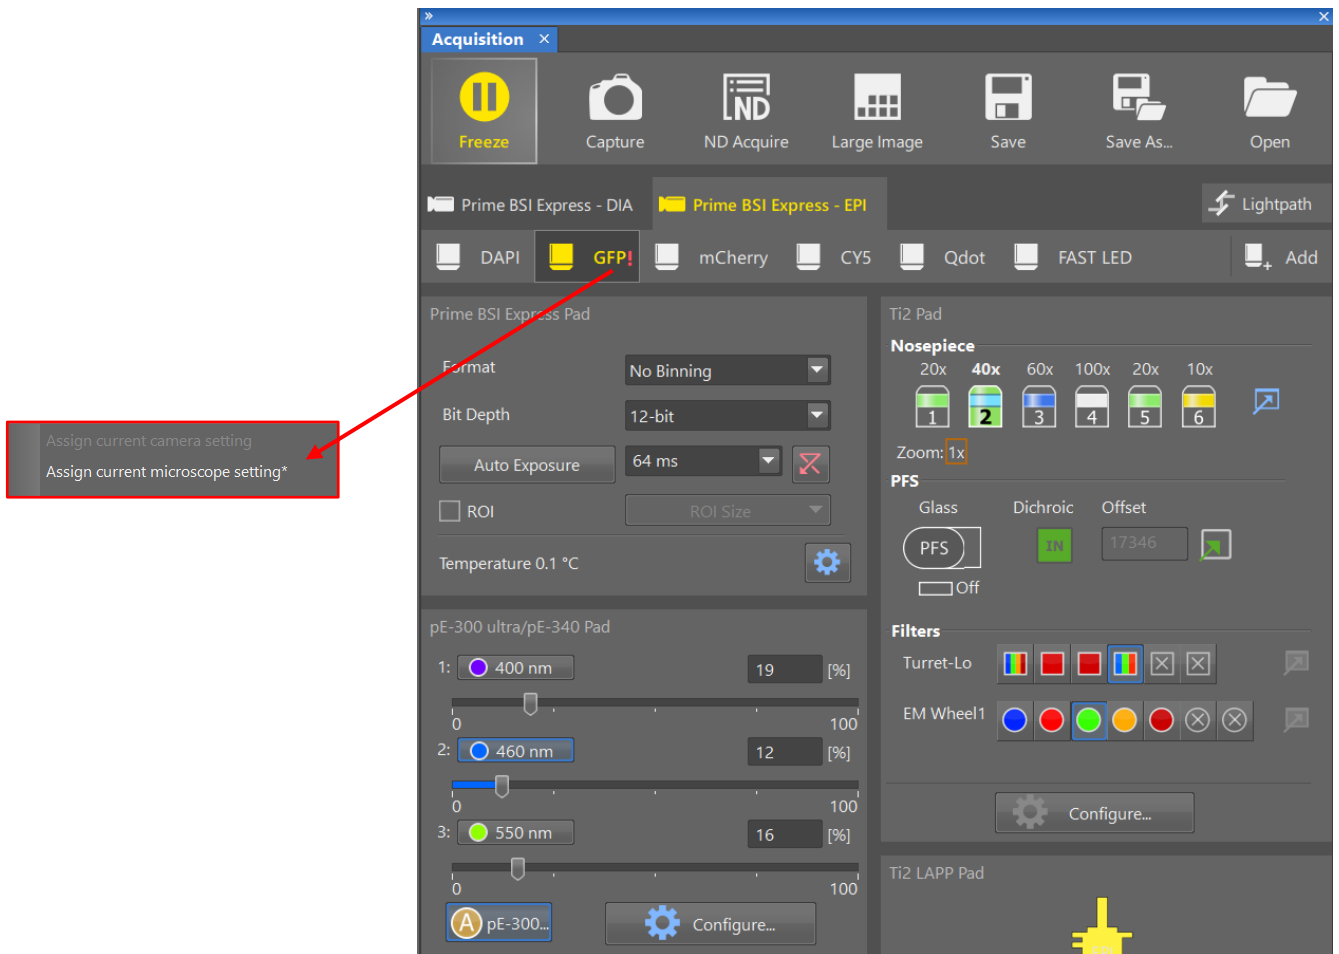 »
Acquisition ×
Freeze
Capture
ND
ND Acquire
Large Image
Save
Save As...
Open
Prime BSI Express - DIA
Prime BSI Express - EPI
Lightpath
DAPI
GFP!
mCherry
CY5
Qdot
FAST LED
Add
Prime BSI Express Pad
Format
No Binning
Bit Depth
12-bit
Auto Exposure
64 ms
ROI
ROI Size
Temperature 0.1 °C
Assign current camera setting
Assign current microscope setting*
pE-300 ultra/pE-340 Pad
1: 400 nm 19 [%]
0 100
2: 460 nm 12 [%]
0 100
3: 550 nm 16 [%]
0 100
A pE-300...
Configure...
Ti2 Pad
Nosepiece
20x 40x 60x 100x 20x 10x
1 2 3 4 5 6
Zoom: 1x
PFS
Glass Dichroic Offset
PFS IN 17346
Off
Filters
Turret-Lo
EM Wheel1
Configure...
Ti2 LAPP Pad